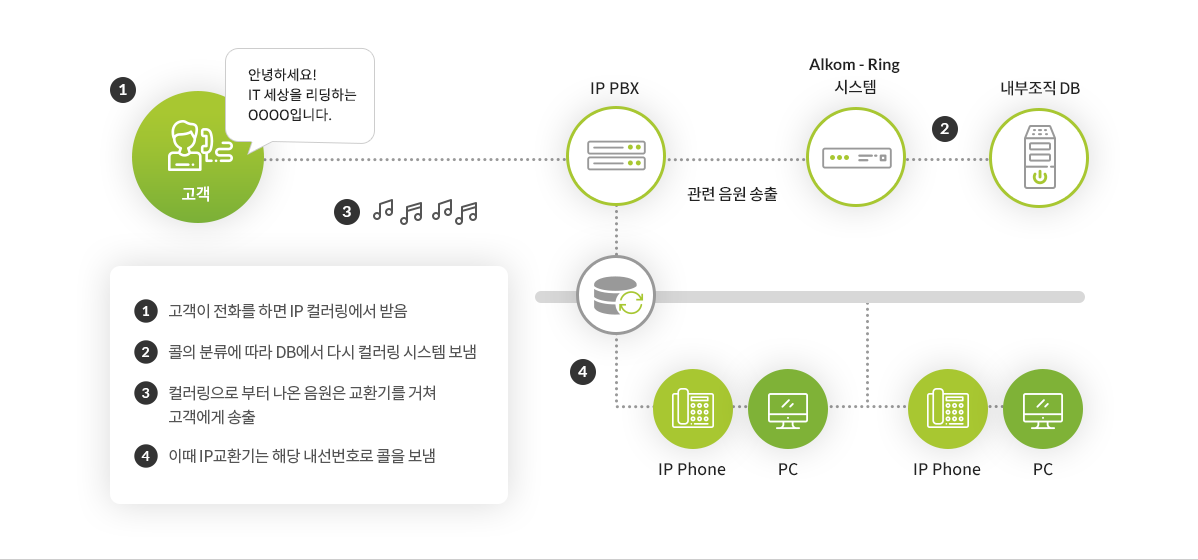 1
안녕하세요!
IT 세상을 리딩하는
OOOO입니다.
고객
IP PBX
Alkom - Ring
시스템
2
내부조직 DB
관련 음원 송출
3
1 고객이 전화를 하면 IP 컬러링에서 받음
2 콜의 분류에 따라 DB에서 다시 컬러링 시스템 보냄
3 컬러링으로 부터 나온 음원은 교환기를 거쳐
고객에게 송출
4 이때 IP교환기는 해당 내선번호로 콜을 보냄
4
IP Phone
PC
IP Phone
PC